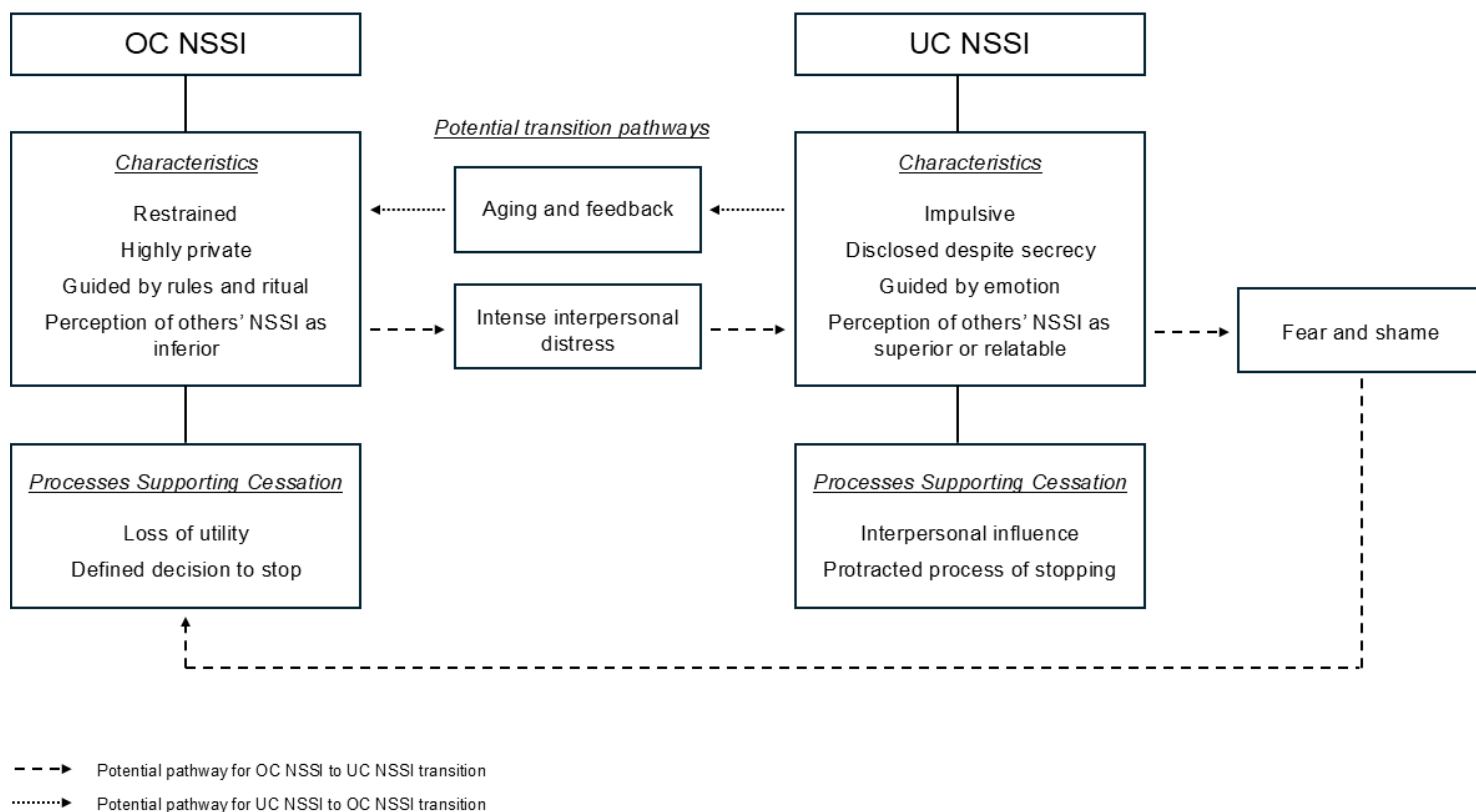 OC NSSI
UC NSSI
Potential transition pathways
Characteristics
Restrained
Highly private
Guided by rules and ritual
Perception of others’ NSSI as
inferior
Aging and feedback
Intense interpersonal
distress
Characteristics
Impulsive
Disclosed despite secrecy
Guided by emotion
Perception of others’ NSSI as
superior or relatable
Fear and shame
Processes Supporting Cessation
Loss of utility
Defined decision to stop
Processes Supporting Cessation
Interpersonal influence
Protracted process of stopping
Potential pathway for OC NSSI to UC NSSI transition
Potential pathway for UC NSSI to OC NSSI transition